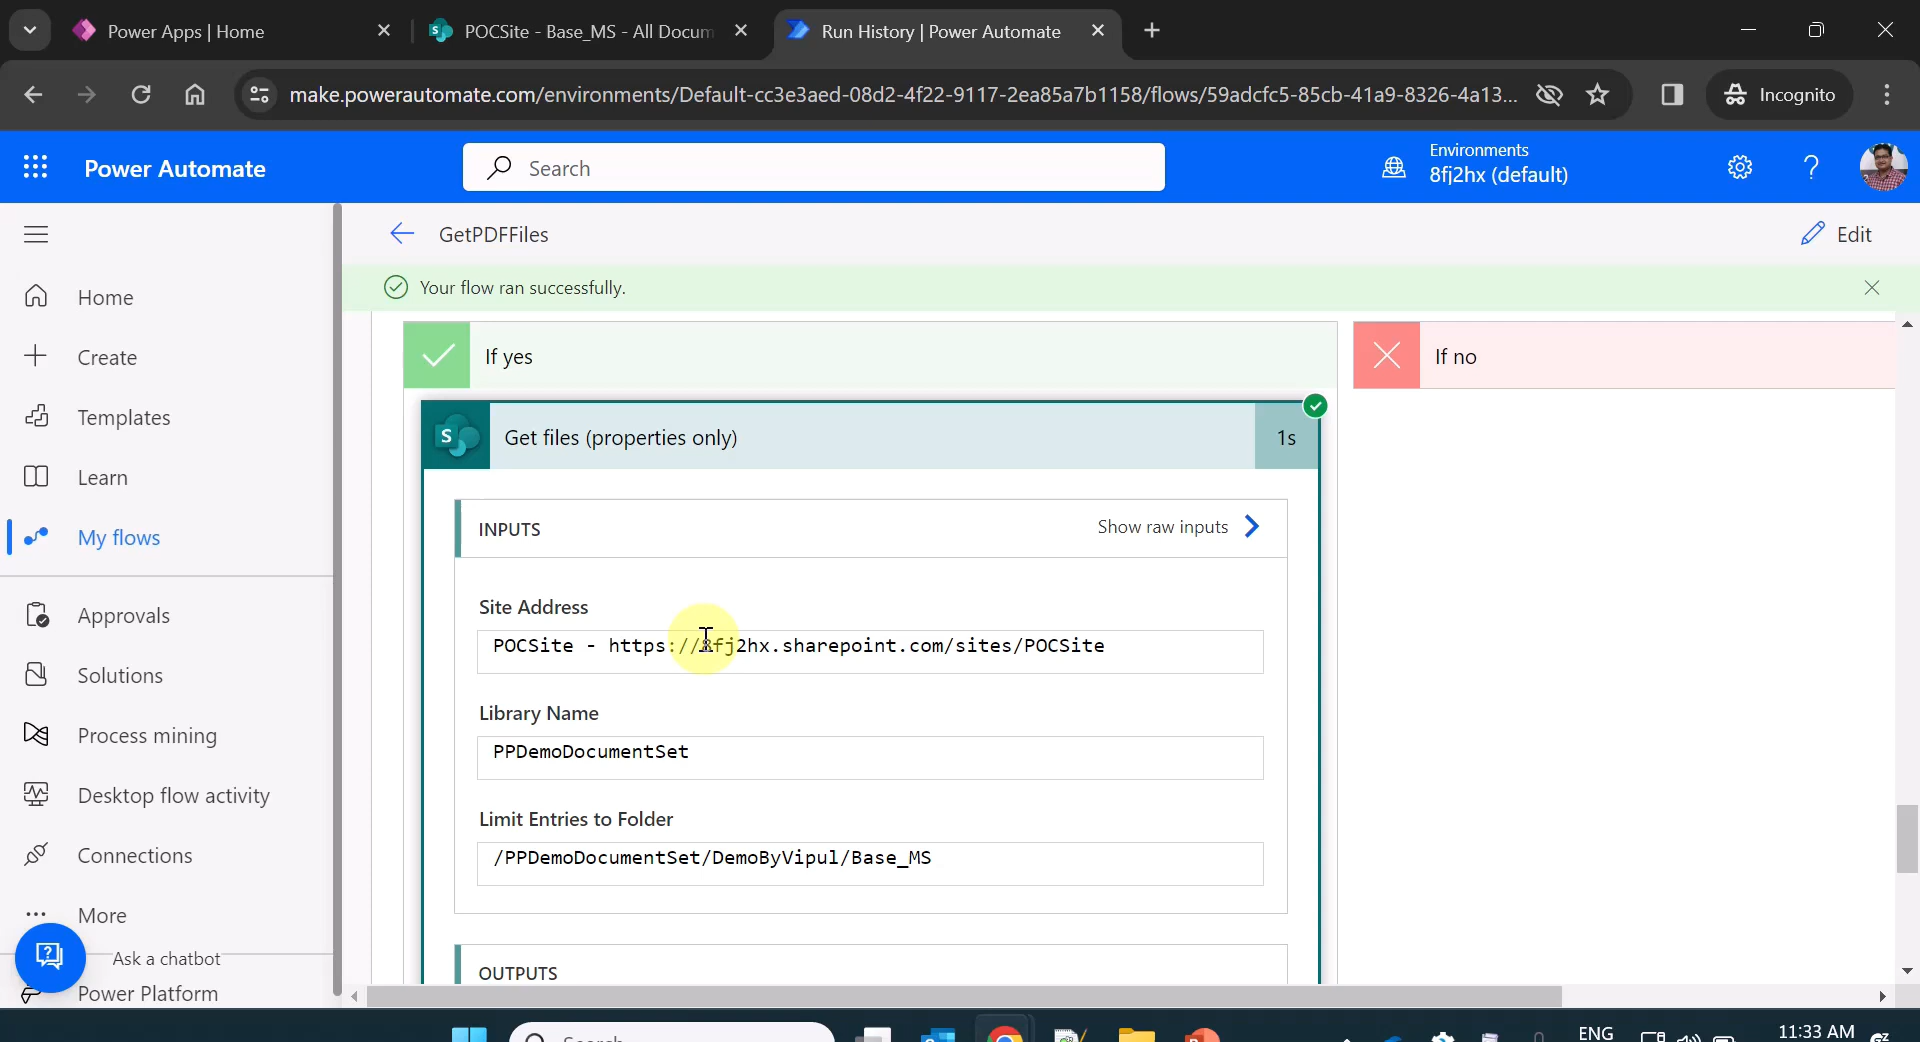 Power Apps | Home
POCSite - Base_MS - All Docum
Run History | Power Automate
make.powerautomate.com/environments/Default-cc3e3aed-08d2-4f22-9117-2ea85a7b1158/flows/59adcfc5-85cb-41a9-8326-4a13...
Incognito
Power Automate
Search
Environments
8fj2hx (default)
GetPDFFiles
Edit
Your flow ran successfully.
Home
Create
Templates
Learn
My flows
Approvals
Solutions
Process mining
Desktop flow activity
Connections
More
Ask a chatbot
Power Platform
If yes
If no
S
Get files (properties only)
1s
INPUTS
Show raw inputs
Site Address
POCSite - https://8fj2hx.sharepoint.com/sites/POCSite
Library Name
PPDemoDocumentSet
Limit Entries to Folder
/PPDemoDocumentSet/DemoByVipul/Base_MS
OUTPUTS
Search
ENG
11:33 AM